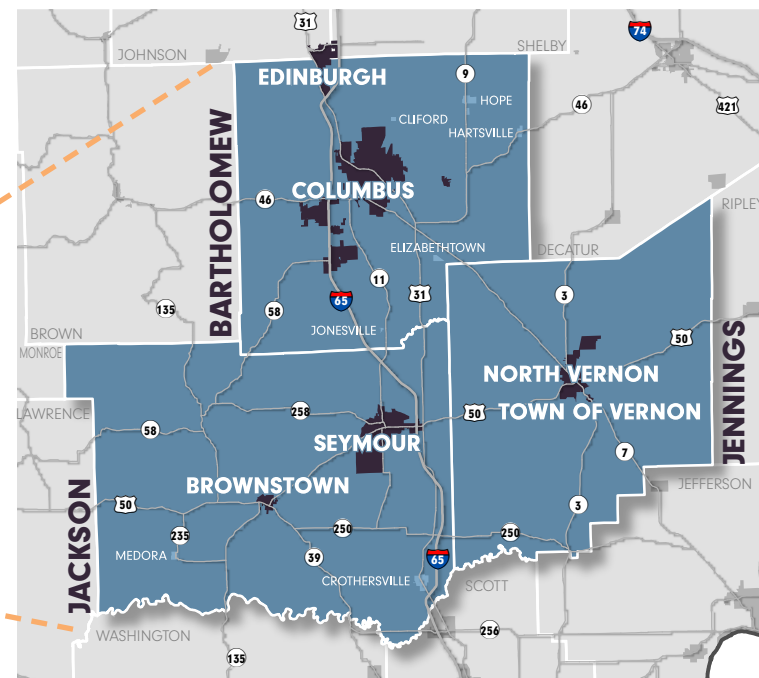 31
JOHNSON
SHELBY
74
EDINBURGH
9
HOPE
46
421
CLIFORD
HARTSVILLE
BARTHOLOMEW
COLUMBUS
46
RIPLEY
ELIZABETHTOWN
DECATUR
11
65
31
3
135
58
JONESVILLE
BROWN
50
MONROE
JENNINGS
NORTH VERNON
LAWRENCE
258
50
TOWN OF VERNON
58
SEYMOUR
7
BROWNSTOWN
JEFFERSON
50
3
235
250
250
JACKSON
MEDORA
39
65
CROTHERSVILLE
SCOTT
WASHINGTON
256
135